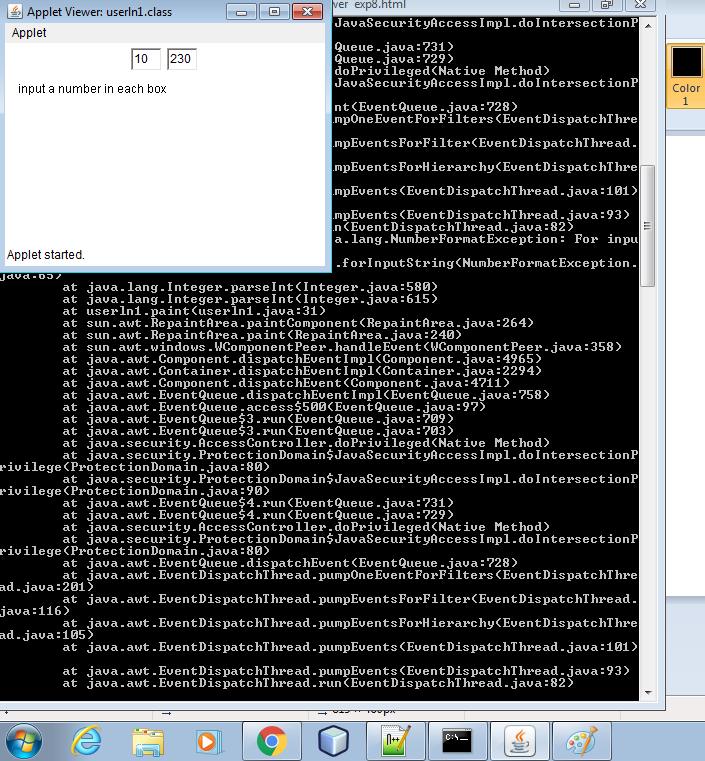 Applet Viewer: userIn1.class
Applet
10 230
input a number in each box
Applet started.
ver exp8.html
JavaSecurityAccessImpl.doIntersectionP
Queue.java:731)
Queue.java:729)
doPrivileged(Native Method)
JavaSecurityAccessImpl.doIntersectionP
nt(EventQueue.java:728)
mpOneEventForFilters(EventDispatchThre
mpEventsForFilter(EventDispatchThread.
mpEventsForHierarchy(EventDispatchThre
mpEvents(EventDispatchThread.java:101)
mpEvents(EventDispatchThread.java:93)
n(EventDispatchThread.java:82)
a.lang.NumberFormatException: For inpu
.forInputString(NumberFormatException.
java:65)
at java.lang.Integer.parseInt(Integer.java:580)
at java.lang.Integer.parseInt(Integer.java:615)
at userIn1.paint(userIn1.java:31)
at sun.awt.RepaintArea.paintComponent(RepaintArea.java:264)
at sun.awt.RepaintArea.paint(RepaintArea.java:240)
at sun.awt.windows.WComponentPeer.handleEvent(WComponentPeer.java:358)
at java.awt.Component.dispatchEventImpl(Component.java:4965)
at java.awt.Container.dispatchEventImpl(Container.java:2294)
at java.awt.Component.dispatchEvent(Component.java:4711)
at java.awt.EventQueue.dispatchEventImpl(EventQueue.java:758)
at java.awt.EventQueue.access$500(EventQueue.java:97)
at java.awt.EventQueue$3.run(EventQueue.java:709)
at java.awt.EventQueue$3.run(EventQueue.java:703)
at java.security.AccessController.doPrivileged(Native Method)
at java.security.ProtectionDomain$JavaSecurityAccessImpl.doIntersectionP
rivilege(ProtectionDomain.java:80)
at java.security.ProtectionDomain$JavaSecurityAccessImpl.doIntersectionP
rivilege(ProtectionDomain.java:90)
at java.awt.EventQueue$4.run(EventQueue.java:731)
at java.awt.EventQueue$4.run(EventQueue.java:729)
at java.security.AccessController.doPrivileged(Native Method)
at java.security.ProtectionDomain$JavaSecurityAccessImpl.doIntersectionP
rivilege(ProtectionDomain.java:80)
at java.awt.EventQueue.dispatchEvent(EventQueue.java:728)
at java.awt.EventDispatchThread.pumpOneEventForFilters(EventDispatchThre
ad.java:201)
at java.awt.EventDispatchThread.pumpEventsForFilter(EventDispatchThread.
java:116)
at java.awt.EventDispatchThread.pumpEventsForHierarchy(EventDispatchThre
ad.java:105)
at java.awt.EventDispatchThread.pumpEvents(EventDispatchThread.java:101)
at java.awt.EventDispatchThread.pumpEvents(EventDispatchThread.java:93)
at java.awt.EventDispatchThread.run(EventDispatchThread.java:82)
Color
1
C:\._